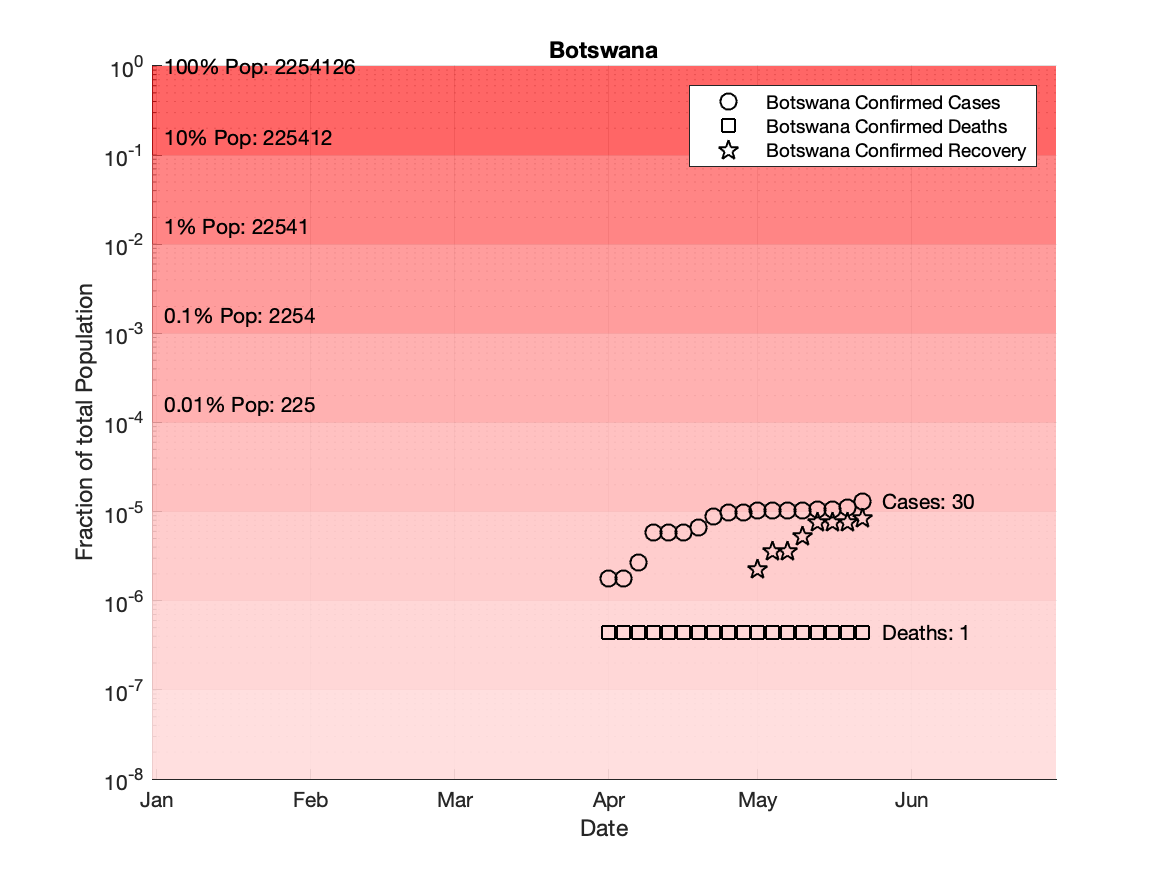 Botswana
10^0
100% Pop: 2254126
Botswana Confirmed Cases
Botswana Confirmed Deaths
Botswana Confirmed Recovery
10% Pop: 225412
10^-1
1% Pop: 22541
10^-2
0.1% Pop: 2254
10^-3
0.01% Pop: 225
10^-4
Cases: 30
10^-5
10^-6
Deaths: 1
10^-7
10^-8
Fraction of total Population
Jan Feb Mar Apr May Jun
Date